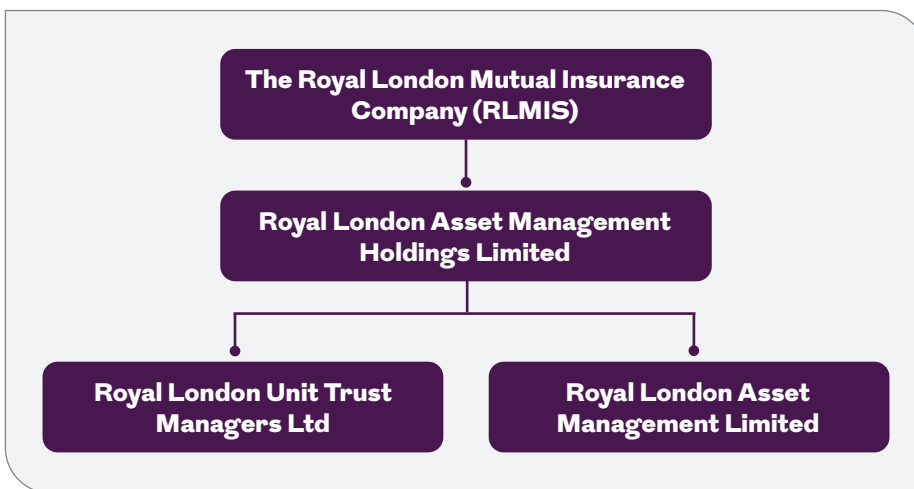 The Royal London Mutual Insurance
Company (RLMIS)
Royal London Asset Management
Holdings Limited
Royal London Unit Trust
Managers Ltd
Royal London Asset
Management Limited